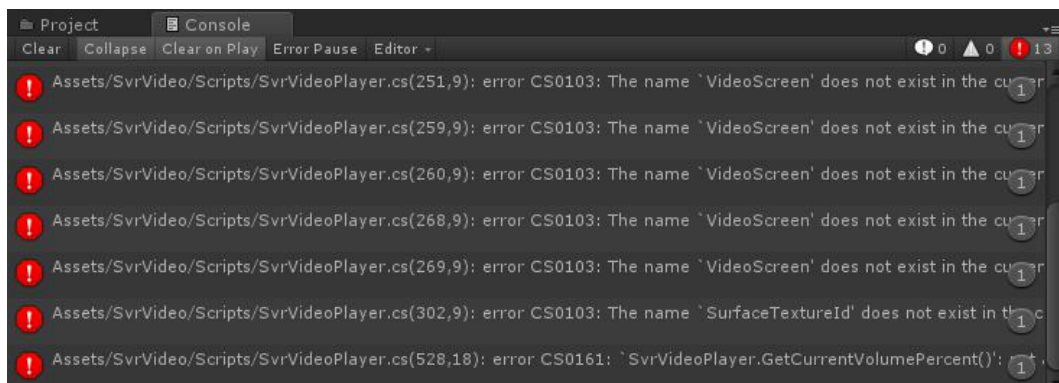 Project Console
Clear Collapse Clear on Play Error Pause Editor 0 0 13
Assets/SvrVideo/Scripts/SvrVideoPlayer.cs(251,9): error CS0103: The name `VideoScreen' does not exist in the
1
Assets/SvrVideo/Scripts/SvrVideoPlayer.cs(259,9): error CS0103: The name `VideoScreen' does not exist in the
1
Assets/SvrVideo/Scripts/SvrVideoPlayer.cs(260,9): error CS0103: The name `VideoScreen' does not exist in the
1
Assets/SvrVideo/Scripts/SvrVideoPlayer.cs(268,9): error CS0103: The name `VideoScreen' does not exist in the
1
Assets/SvrVideo/Scripts/SvrVideoPlayer.cs(269,9): error CS0103: The name `VideoScreen' does not exist in the
1
Assets/SvrVideo/Scripts/SvrVideoPlayer.cs(302,9): error CS0103: The name `SurfaceTextureId' does not exist in
1
Assets/SvrVideo/Scripts/SvrVideoPlayer.cs(528,18): error CS0161: `SvrVideoPlayer.GetCurrentVolumePercent()':
1